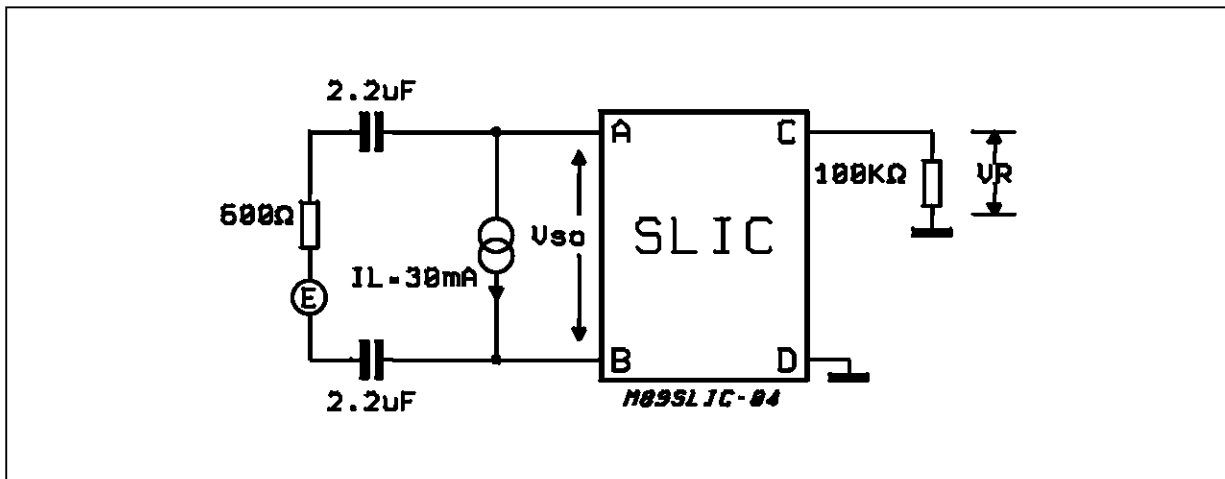 2.2uF
A
C
100KΩ
VR
600Ω
Vso
SLIC
IL=30mA
E
B
D
2.2uF
M89SLIC-04